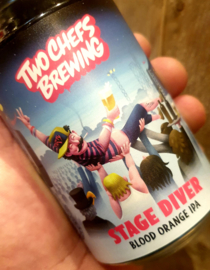 TWO CHEFS
BREWING
STAGE DIVER
BLOOD ORANGE IPA